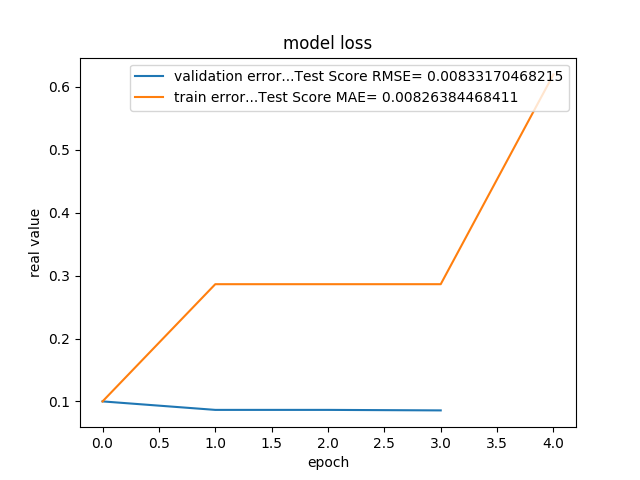 model loss
validation error...Test Score RMSE= 0.00833170468215
train error...Test Score MAE= 0.00826384468411
real value
0.6
0.5
0.4
0.3
0.2
0.1
0.0 0.5 1.0 1.5 2.0 2.5 3.0 3.5 4.0
epoch